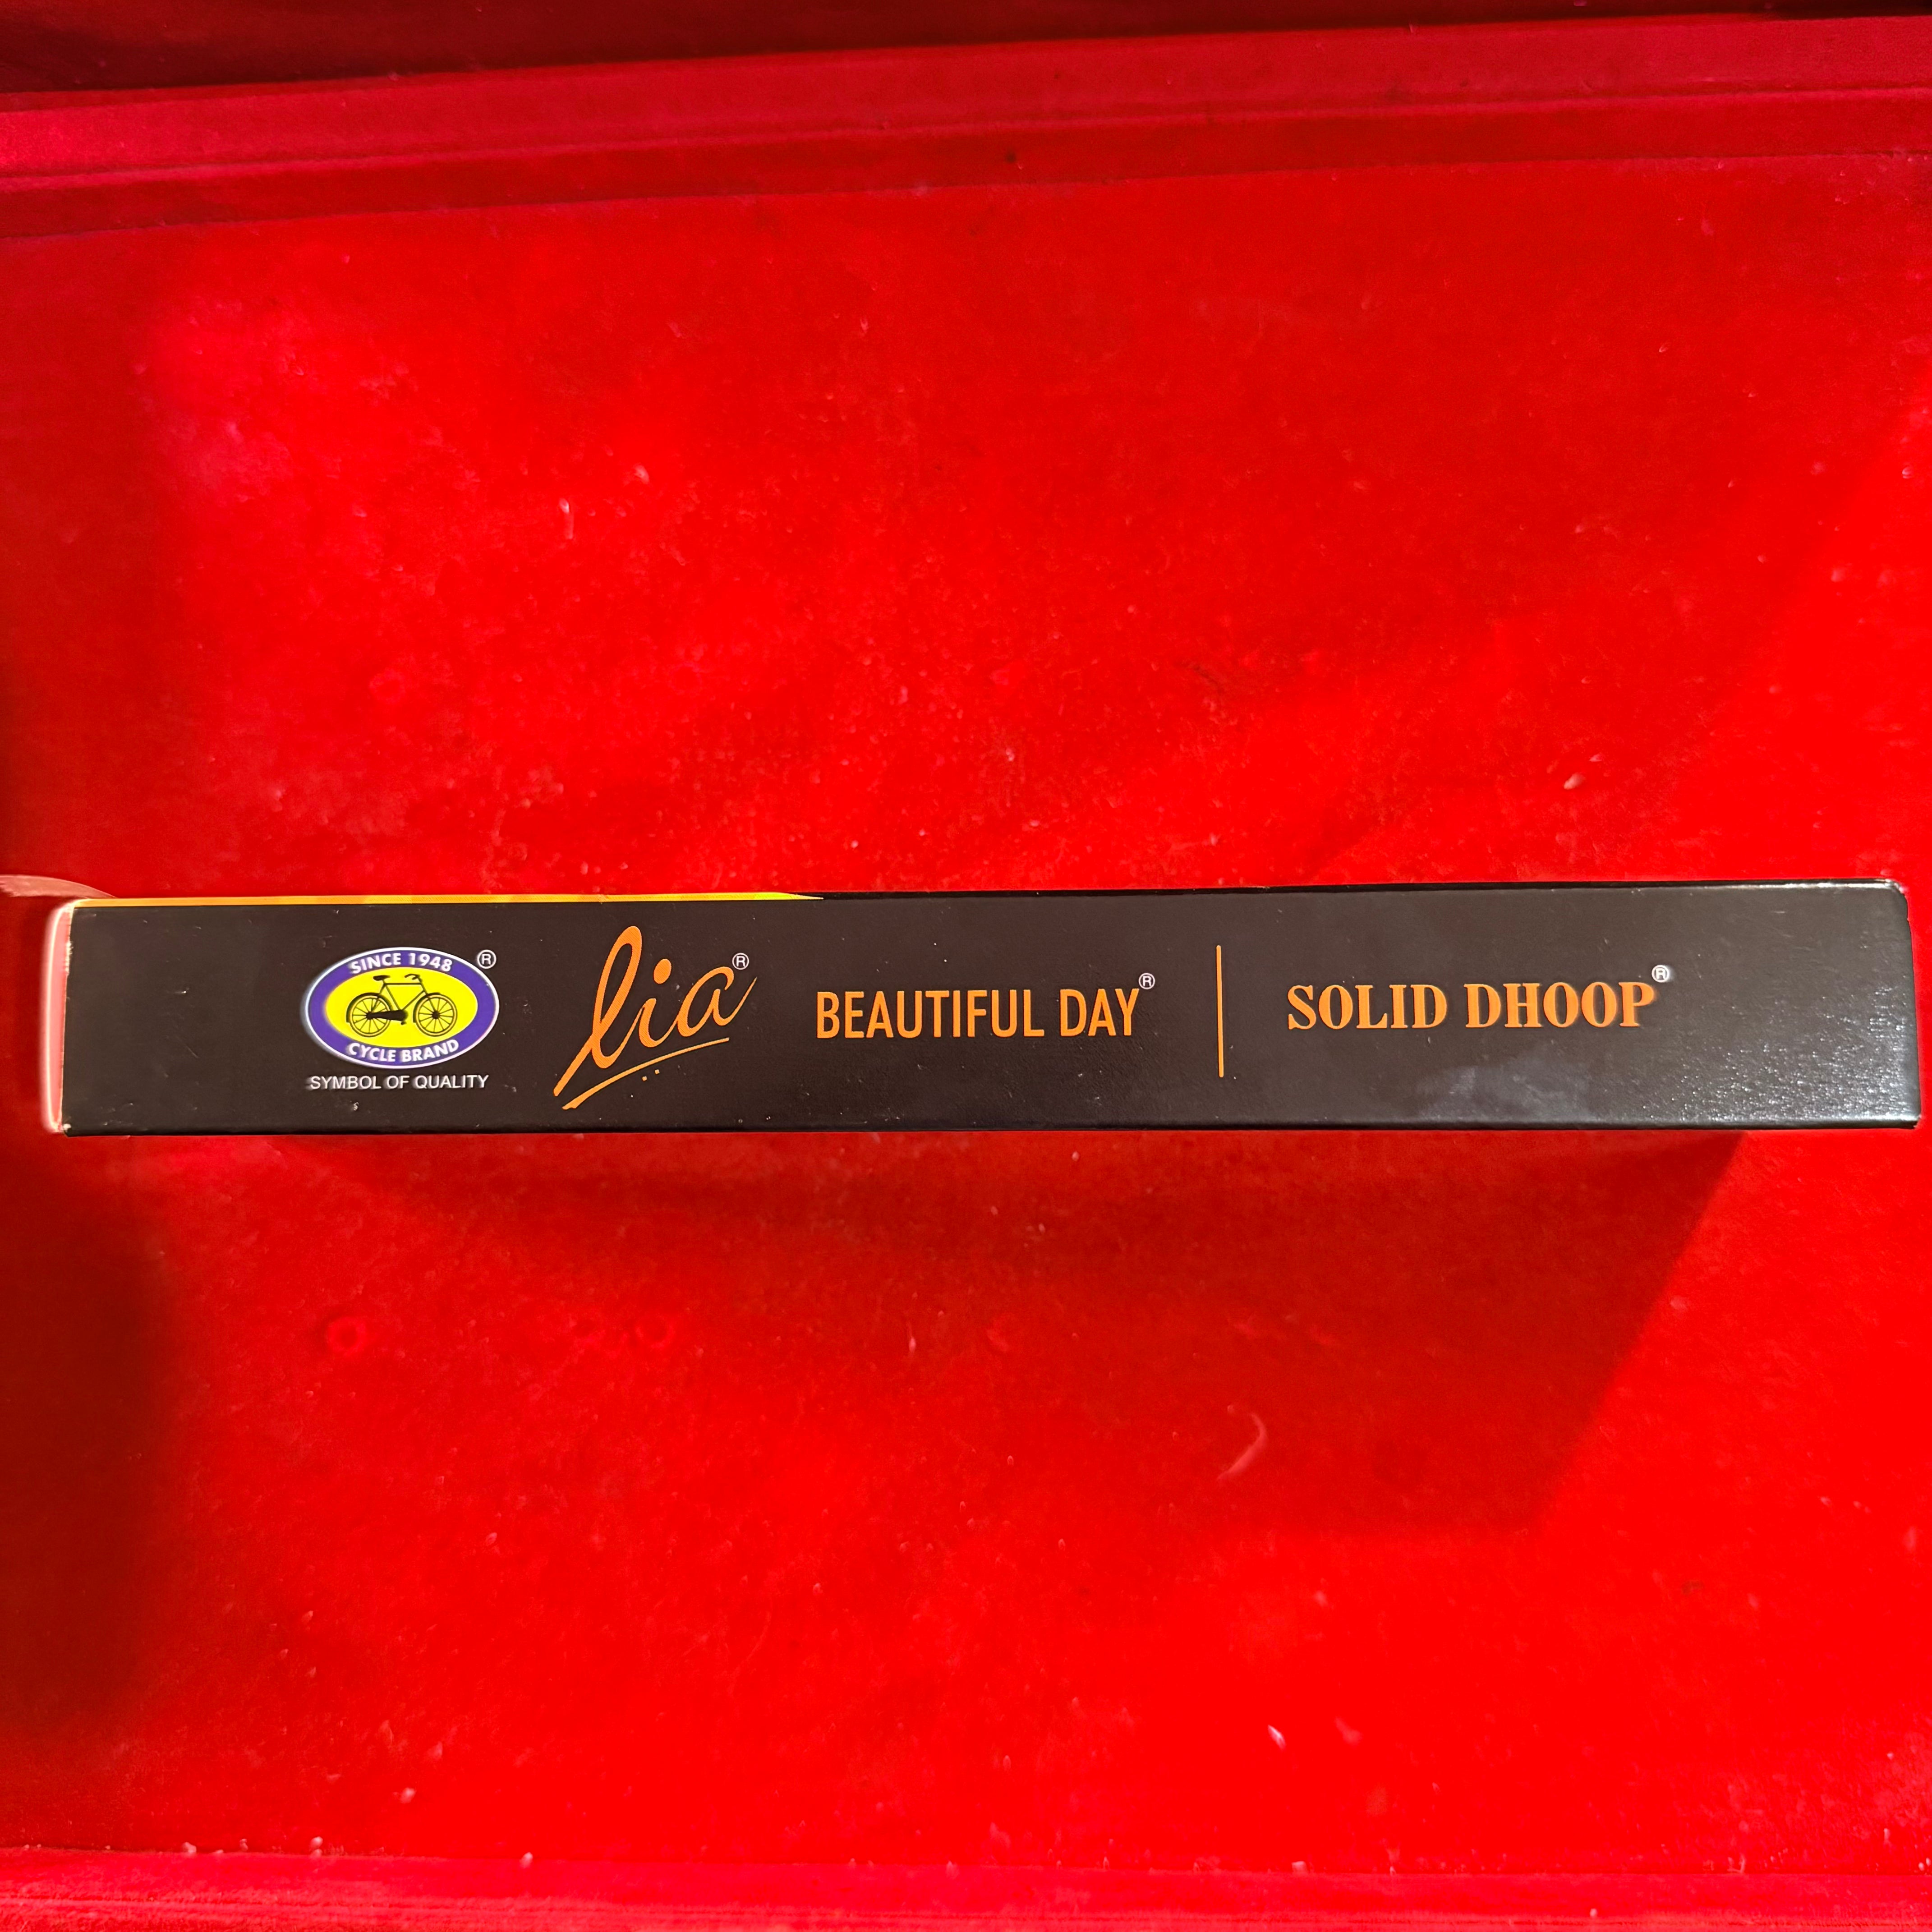 SINCE 1948 ®
CYCLE BRAND
SYMBOL OF QUALITY
lia®
BEAUTIFUL DAY®
SOLID DHOOP®